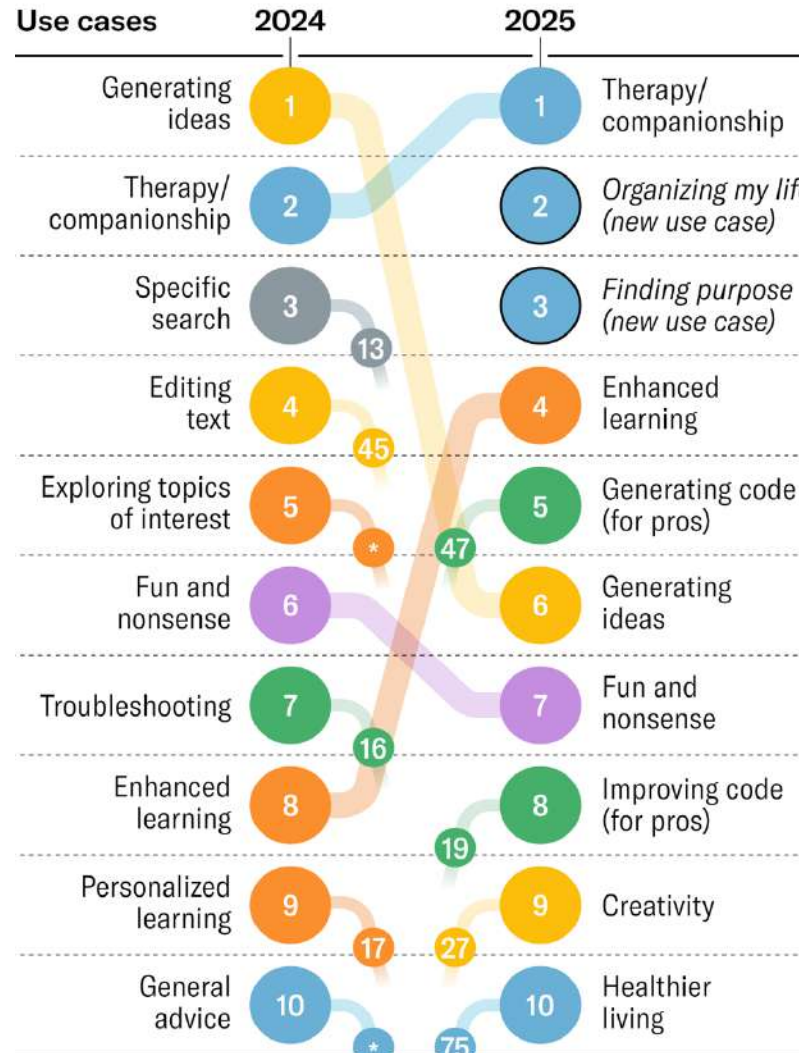 Use cases 2024 2025
Generating
ideas
1
1
Therapy/
companionship
Therapy/
companionship
2
2
Organizing my lif
(new use case)
Specific
search
3
13
3
Finding purpose
(new use case)
Editing
text
4
45
4
Enhanced
learning
Exploring topics
of interest
5
*
47
5
Generating code
(for pros)
Fun and
nonsense
6
6
Generating
ideas
Troubleshooting
7
16
7
Fun and
nonsense
Enhanced
learning
8
19
8
Improving code
(for pros)
Personalized
learning
9
17
27
9
Creativity
General
advice
10
*
75
10
Healthier
living